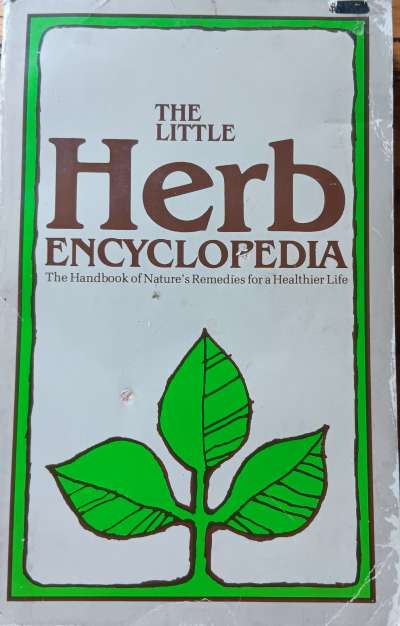 THE
LITTLE
Herb
ENCYCLOPEDIA
The Handbook of Nature's Remedies for a Healthier Life